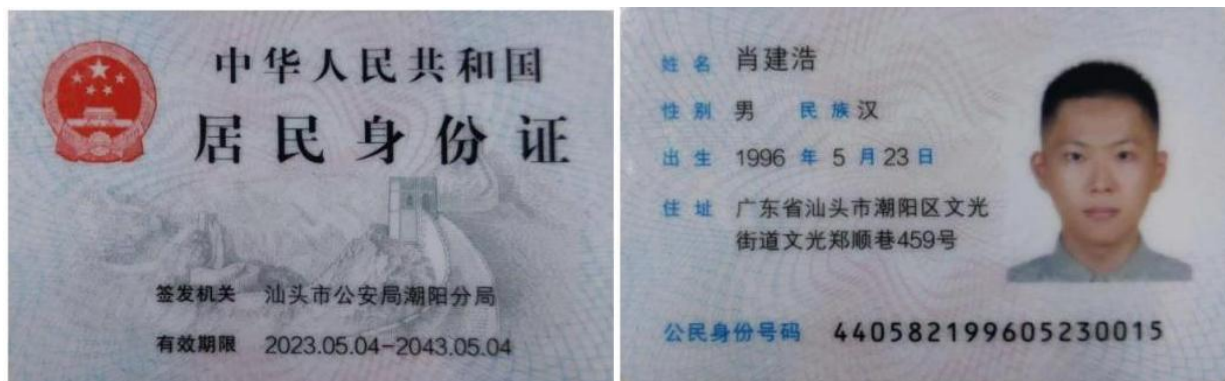 中华人民共和国
居民身份证
签发机关 汕头市公安局潮阳分局
有效期限 2023.05.04-2043.05.04
姓名 肖建浩
性别 男 民族 汉
出生 1996 年 5 月 23 日
住址 广东省汕头市潮阳区文光
街道文光郑顺巷459号
公民身份号码 440582199605230015